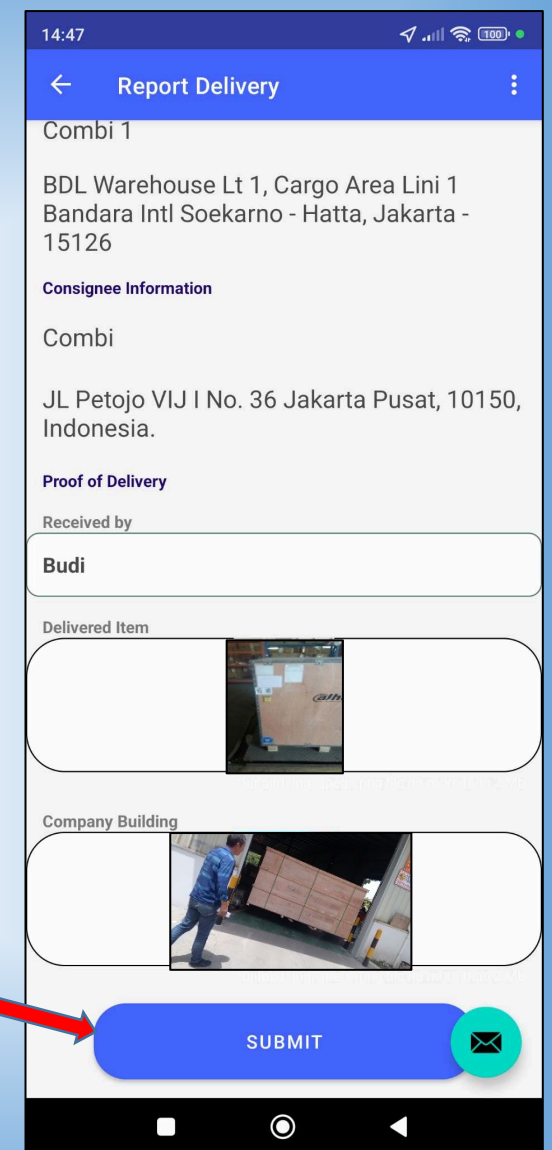 14:47
100
Report Delivery
Combi 1
BDL Warehouse Lt 1, Cargo Area Lini 1
Bandara Intl Soekarno - Hatta, Jakarta -
15126
Consignee Information
Combi
JL Petojo VIJ I No. 36 Jakarta Pusat, 10150,
Indonesia.
Proof of Delivery
Received by
Budi
Delivered Item
Company Building
SUBMIT